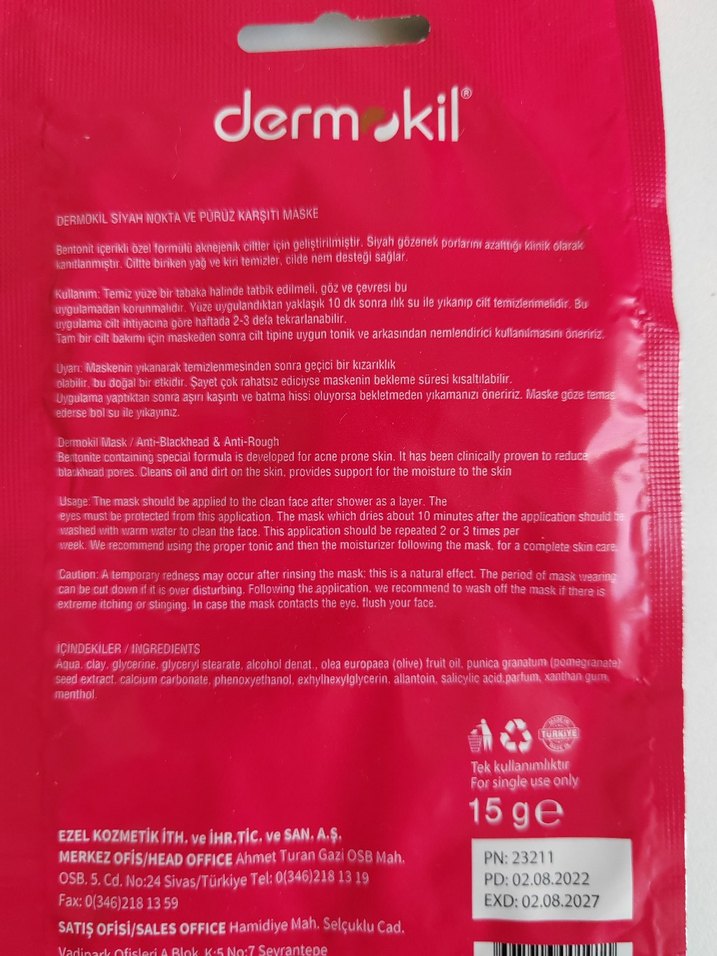 dermokil®
DERMOKİL SİYAH NOKTA VE PÜRÜZ KARŞITI MASKE
Bentonit içerikli özel formülü aknejenik ciltler için geliştirilmiştir. Siyah gözenek porlarını azalttığı klinik olarak
kanıtlanmıştır. Ciltte biriken yağ ve kiri temizler, cilde nem desteği sağlar.
Kullanım: Temiz yüze bir tabaka halinde tatbik edilmeli, göz ve çevresi bu
uygulamadan korunmalıdır. Yüze uygulandıktan yaklaşık 10 dk sonra ılık su ile yıkanıp cilt temizlenmelidir. Bu
uygulama cilt ihtiyacına göre haftada 2-3 defa tekrarlanabilir.
Tam bir cilt bakımı için maskeden sonra cilt tipine uygun tonik ve arkasından nemlendirici kullanılmasını öneririz.
Uyarı: Maskenin yıkanarak temizlenmesinden sonra geçici bir kızarıklık
olabilir, bu doğal bir etkidir. Şayet çok rahatsız ediciyse maskenin bekleme süresi kısaltılabilir.
Uygulama yaptıktan sonra aşırı kaşıntı ve batma hissi oluyorsa bekletmeden yıkamanızı öneririz. Maske göze temas
ederse bol su ile yıkayınız.
Dermokil Mask / Anti-Blackhead & Anti-Rough
Bentonite containing special formula is developed for acne prone skin. It has been clinically proven to reduce
blackhead pores. Cleans oil and dirt on the skin, provides support for the moisture to the skin
Usage: The mask should be applied to the clean face after shower as a layer. The
eyes must be protected from this application. The mask which dries about 10 minutes after the application should be
washed with warm water to clean the face. This application should be repeated 2 or 3 times per
week. We recommend using the proper tonic and then the moisturizer following the mask, for a complete skin care.
Caution: A temporary redness may occur after rinsing the mask; this is a natural effect. The period of mask wearing
can be cut down if it is over disturbing. Following the application, we recommend to wash off the mask if there is
extreme itching or stinging. In case the mask contacts the eye, flush your face.
İÇİNDEKİLER / INGREDIENTS
Aqua, clay, glycerine, glyceryl stearate, alcohol denat., olea europaea (olive) fruit oil, punica granatum (pomegranate)
seed extract, calcium carbonate, phenoxyethanol, exhylhexylglycerin, allantoin, salicylic acid,parfum, xanthan gum,
menthol.
MADE IN
TÜRKİYE
Tek kullanımlıktır
For single use only
15 g℮
EZEL KOZMETİK İTH. ve İHR.TİC. ve SAN. A.Ş.
MERKEZ OFİS/HEAD OFFICE Ahmet Turan Gazi OSB Mah.
OSB. 5. Cd. No:24 Sivas/Türkiye Tel: 0(346)218 13 19
Fax: 0(346)218 13 59
SATIŞ OFİSİ/SALES OFFICE Hamidiye Mah. Selçuklu Cad.
Vadipark Ofisleri A Blok, K:5 No:7 Seyrantepe
PN: 23211
PD: 02.08.2022
EXD: 02.08.2027